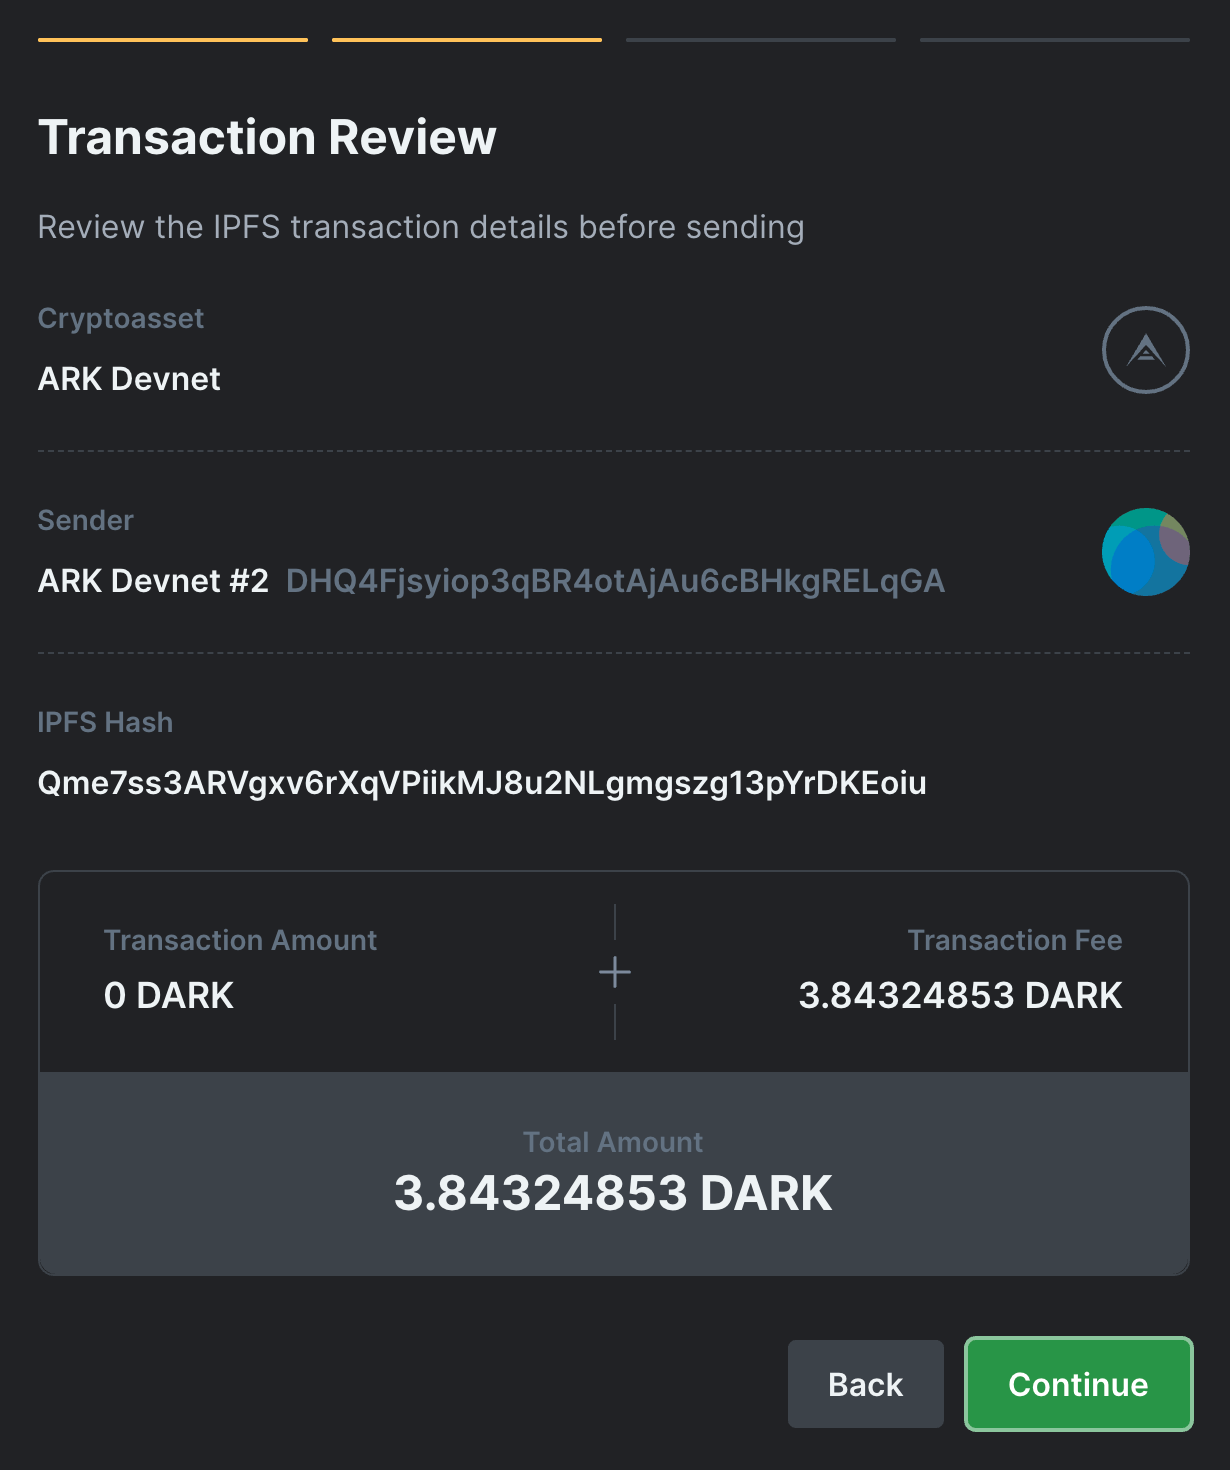 Transaction Review
Review the IPFS transaction details before sending
Cryptoasset
ARK Devnet
Sender
ARK Devnet #2 DHQ4Fjsyiop3qBR4otAjAu6cBHkgRELqGA
IPFS Hash
Qme7ss3ARVgxv6rXqVPiikMJ8u2NLgmgszg13pYrDKEoiu
Transaction Amount
0 DARK
+
Transaction Fee
3.84324853 DARK
Total Amount
3.84324853 DARK
Back
Continue